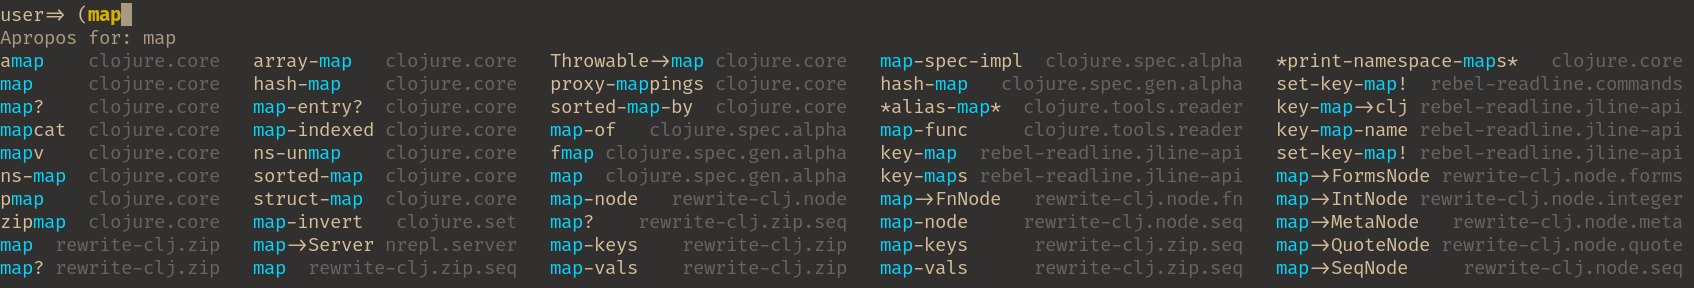 user=> (map
Apropos for: map
amap clojure.core array-map clojure.core Throwable->map clojure.core map-spec-impl clojure.spec.alpha *print-namespace-maps* clojure.core
map clojure.core hash-map clojure.core proxy-mappings clojure.core hash-map clojure.spec.gen.alpha set-key-map! rebel-readline.commands
map? clojure.core map-entry? clojure.core sorted-map-by clojure.core *alias-map* clojure.tools.reader key-map->clj rebel-readline.jline-api
mapcat clojure.core map-indexed clojure.core map-of clojure.spec.alpha map-func clojure.tools.reader key-map-name rebel-readline.jline-api
mapv clojure.core ns-unmap clojure.core fmap clojure.spec.gen.alpha key-map rebel-readline.jline-api set-key-map! rebel-readline.jline-api
ns-map clojure.core sorted-map clojure.core map clojure.spec.gen.alpha key-maps rebel-readline.jline-api map->FormsNode rewrite-clj.node.forms
pmap clojure.core struct-map clojure.core map-node rewrite-clj.node map->FnNode rewrite-clj.node.fn map->IntNode rewrite-clj.node.integer
zipmap clojure.core map-invert clojure.set map? rewrite-clj.zip.seq map-node rewrite-clj.node.seq map->MetaNode rewrite-clj.node.meta
map rewrite-clj.zip map->Server nrepl.server map-keys rewrite-clj.zip map-keys rewrite-clj.zip.seq map->QuoteNode rewrite-clj.node.quote
map? rewrite-clj.zip map rewrite-clj.zip.seq map-vals rewrite-clj.zip map-vals rewrite-clj.zip.seq map->SeqNode rewrite-clj.node.seq